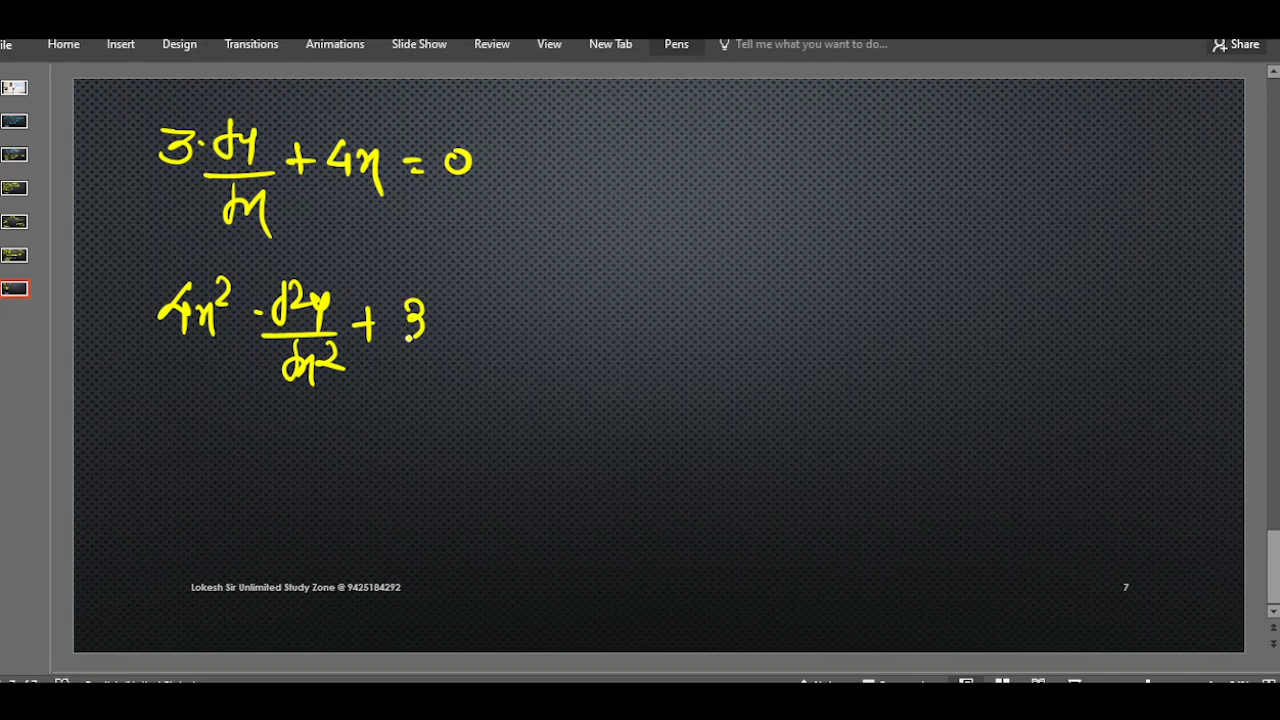 File Home Insert Design Transitions Animations Slide Show Review View New Tab Pens Tell me what you want to do... Share
3·dy/dx + 4x = 0
4x² · d²y/dx² + 3
Lokesh Sir Unlimited Study Zone @ 9425184292
7